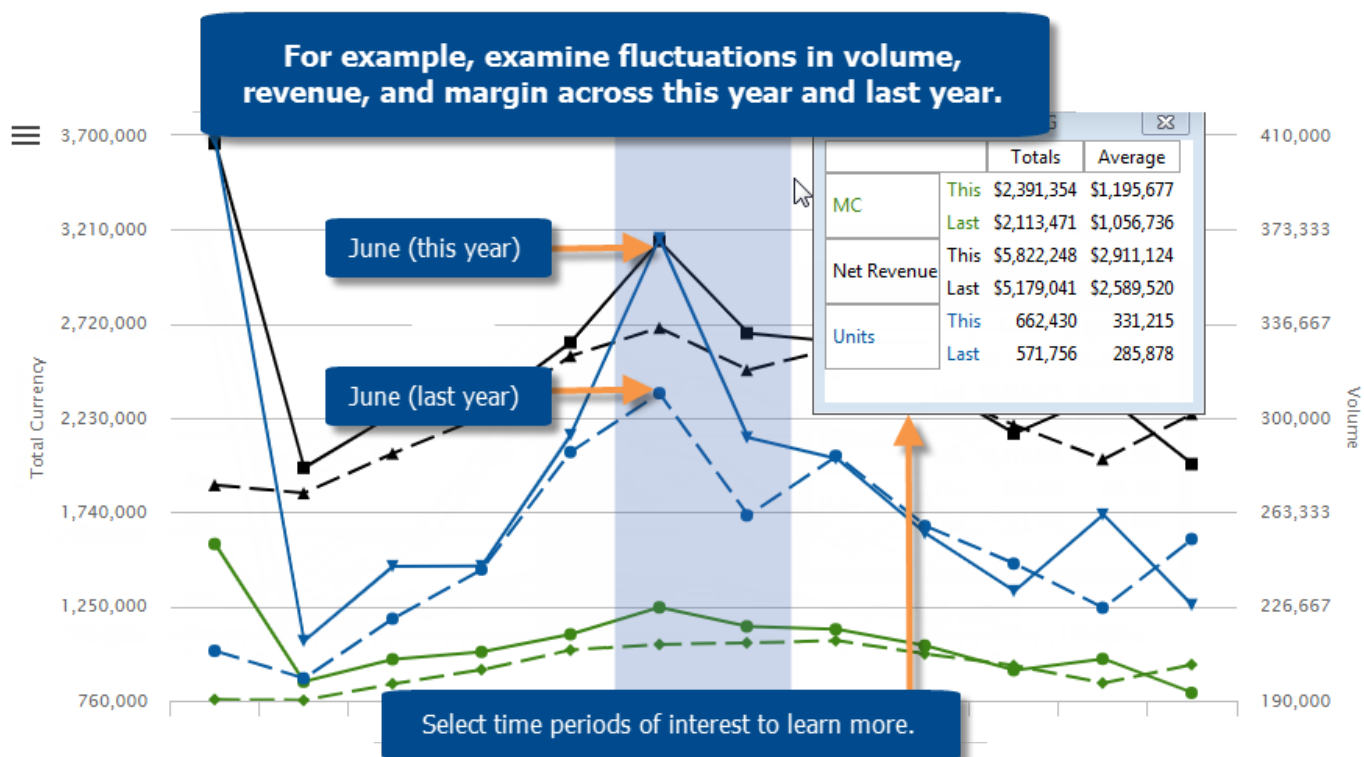 For example, examine fluctuations in volume,
revenue, and margin across this year and last year.
3,700,000
3,210,000
2,720,000
2,230,000
1,740,000
1,250,000
760,000
Total Currency
June (this year)
June (last year)
Totals Average
MC This $2,391,354 $1,195,677
Last $2,113,471 $1,056,736
Net Revenue This $5,822,248 $2,911,124
Last $5,179,041 $2,589,520
Units This 662,430 331,215
Last 571,756 285,878
410,000
373,333
336,667
300,000
263,333
226,667
190,000
Volume
Select time periods of interest to learn more.